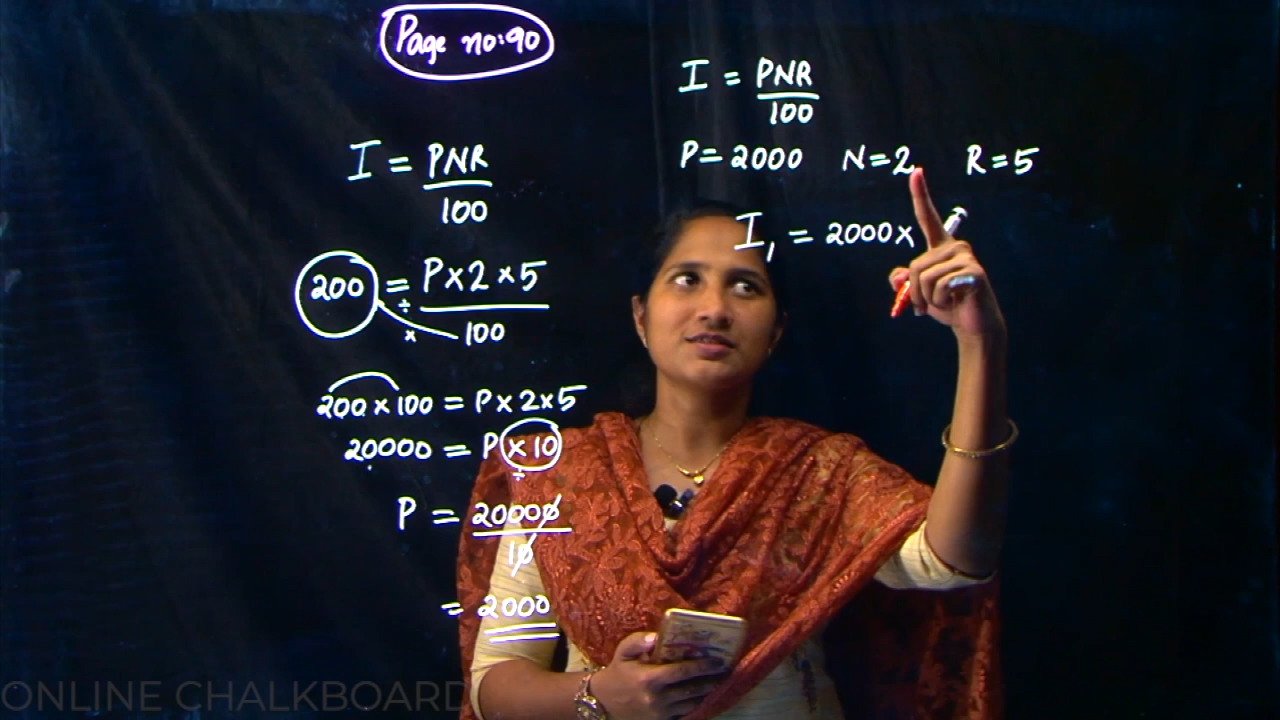 Page no:90
I = PNR
100
200 = P×2×5
÷
× 100
200×100 = P×2×5
20000 = P×10
÷
P = 20000
10
= 2000
I = PNR
100
P=2000 N=2 R=5
I₁ = 2000×
ONLINE CHALKBOARD